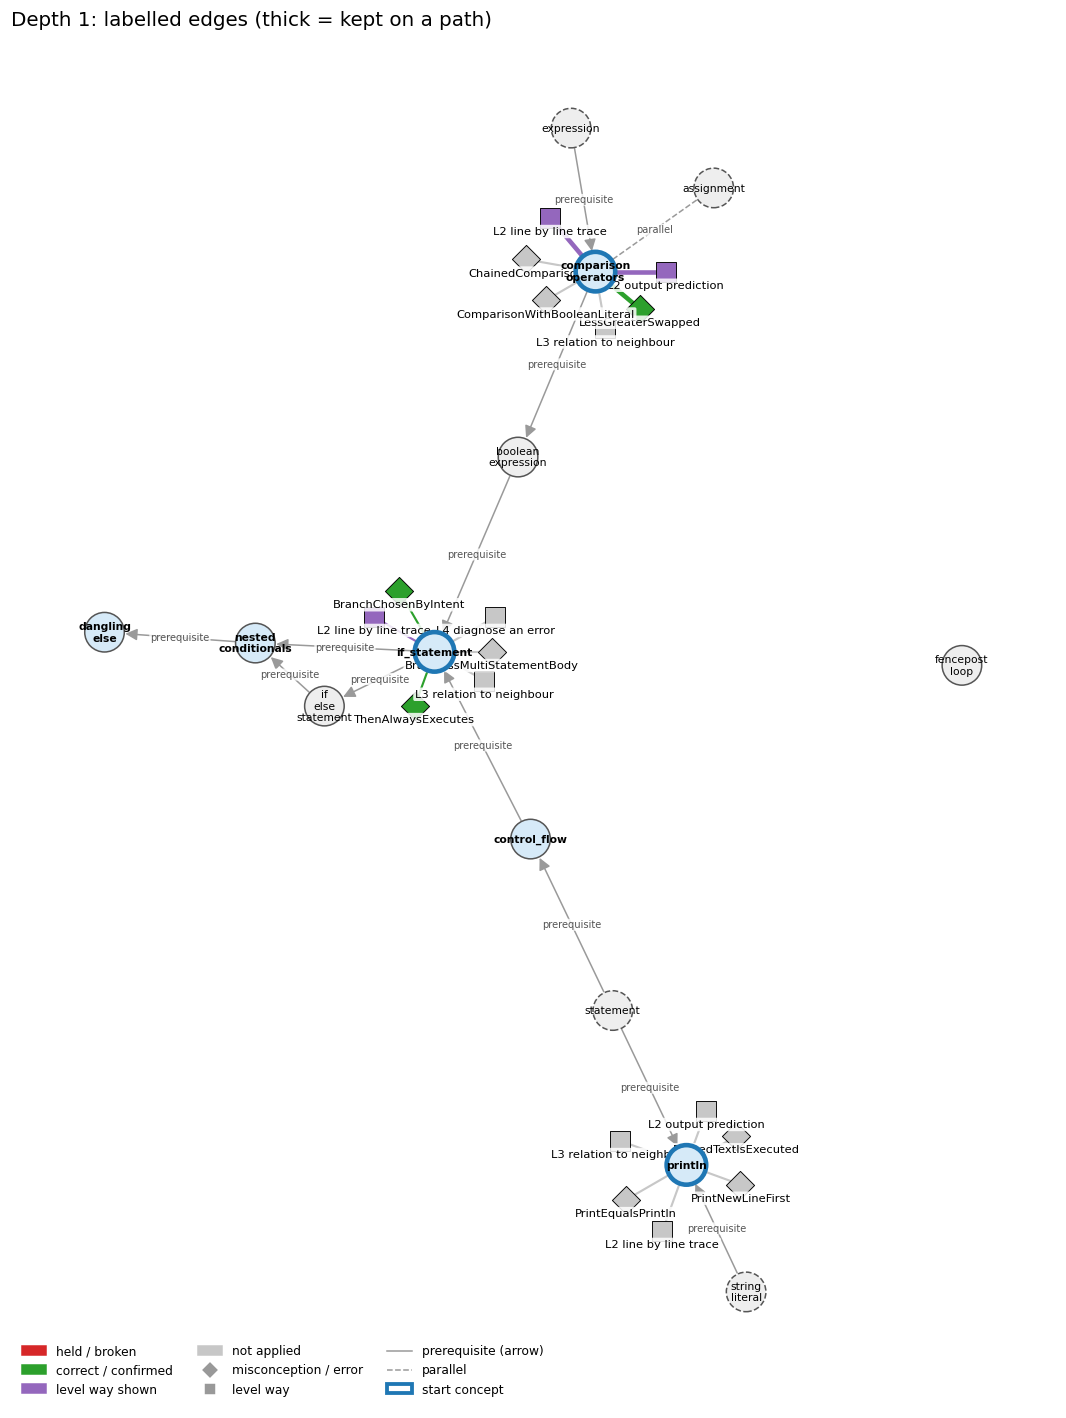 Depth 1: labelled edges (thick = kept on a path)
expression
assignment
prerequisite
parallel
L2 line by line trace
ChainedComparis
comparison
operators
L2 output prediction
ComparisonWithBooleanLiteral
LessGreaterSwapped
L3 relation to neighbour
prerequisite
boolean
expression
prerequisite
BranchChosenByIntent
L2 line by line trace
L4 diagnose an error
dangling
else
prerequisite
nested
conditionals
prerequisite
if_statement
MultiStatementBody
fencepost
loop
prerequisite
prerequisite
L3 relation to neighbour
if
else
statement
ThenAlwaysExecutes
prerequisite
control_flow
prerequisite
statement
prerequisite
L2 output prediction
edTextIsExecuted
L3 relation to neighb
println
PrintNewLineFirst
PrintEqualsPrintln
prerequisite
L2 line by line trace
string
literal
held / broken
correct / confirmed
level way shown
not applied
misconception / error
level way
prerequisite (arrow)
parallel
start concept